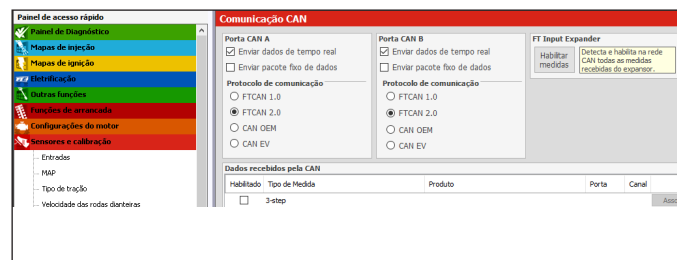 Painel de acesso rápido
Painel de Diagnóstico
Mapas de injeção
Mapas de ignição
Eletrificação
Outras funções
Funções de arrancada
Configurações do motor
Sensores e calibração
Entradas
MAP
Tipo de tração
Velocidade das rodas dianteiras
Comunicação CAN
Porta CAN A
Enviar dados de tempo real
Enviar pacote fixo de dados
Protocolo de comunicação
FTCAN 1.0
FTCAN 2.0
CAN OEM
CAN EV
Porta CAN B
Enviar dados de tempo real
Enviar pacote fixo de dados
Protocolo de comunicação
FTCAN 1.0
FTCAN 2.0
CAN OEM
CAN EV
FT Input Expander
Habilitar medidas
Detecta e habilita na rede
CAN todas as medidas
recebidas do expansor.
Dados recebidos pela CAN
Habilitado Tipo de Medida Produto Porta Canal
3-step